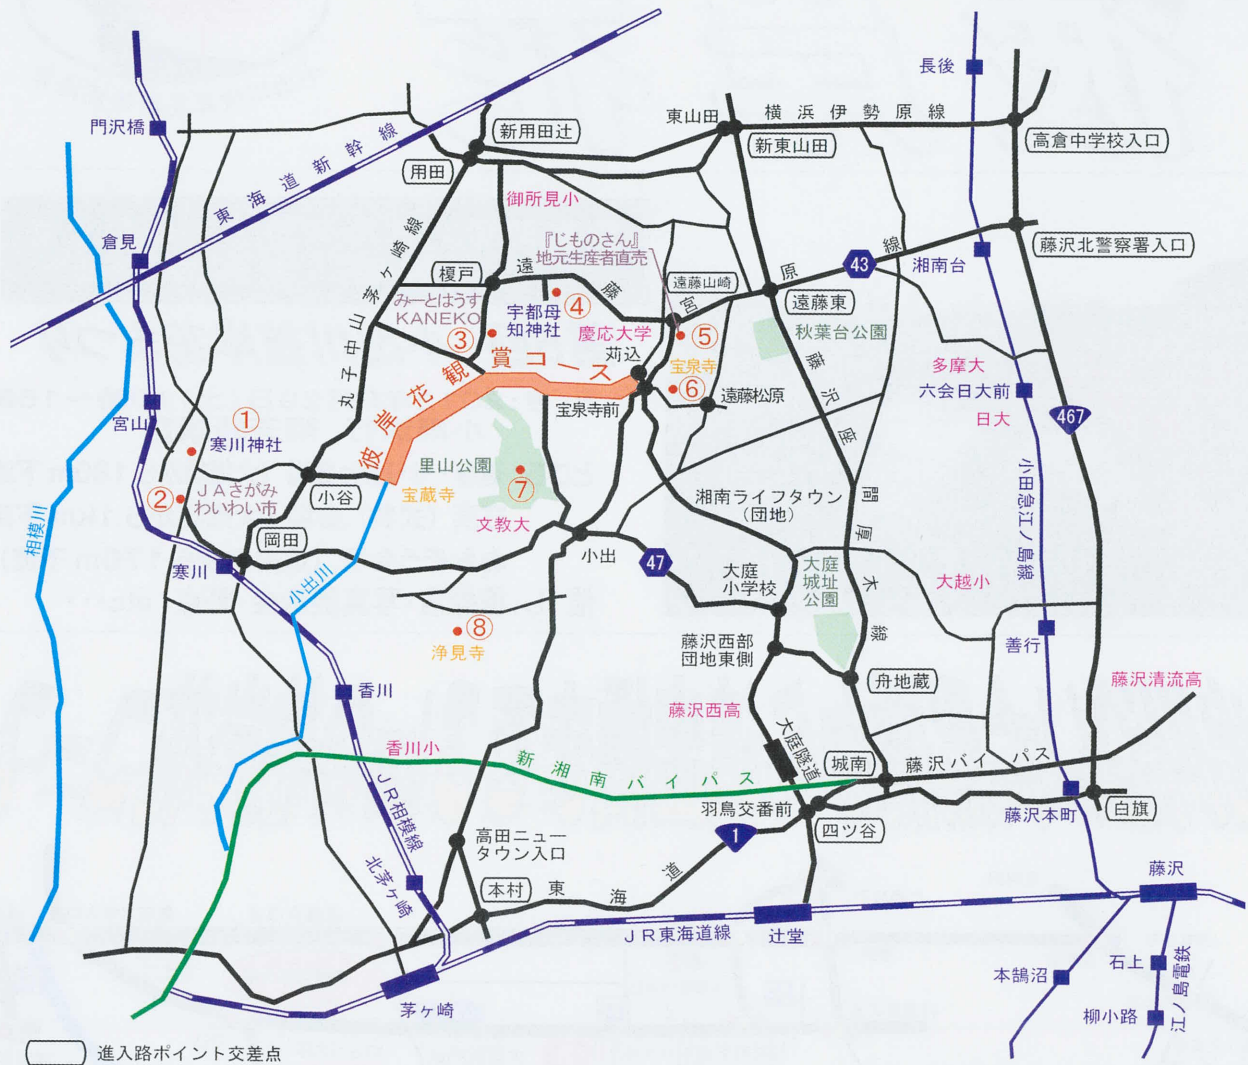 長後
門沢橋
東海道新幹線
新用田辻
東山田
横浜伊勢原線
新東山田
高倉中学校入口
用田
御所見小
倉見
丸子中山茅ヶ崎線
『じものさん』
地元生産者直売
榎戸
遠藤宮原線
遠藤山崎
43
湘南台
藤沢北警察署入口
遠藤東
みーとはうす
KANEKO
③
宇都母
知神社
④
慶応大学
苅込
⑤
宝泉寺
⑥
秋葉台公園
多摩大
六会日大前
日大
467
宮山
①
寒川神社
彼岸花観賞コース
宝泉寺前
遠藤松原
藤沢座間厚木線
②
JAさがみ
わいわい市
小谷
里山公園
⑦
宝蔵寺
文教大
湘南ライフタウン
(団地)
小田急江ノ島線
相模川
岡田
寒川
小出川
小出
47
大庭
小学校
大庭
城址
公園
大越小
⑧
浄見寺
藤沢西部
団地東側
善行
舟地蔵
香川
藤沢西高
藤沢清流高
香川小
新湘南バイパス
大庭隧道
城南
藤沢バイパス
JR相模線
羽鳥交番前
四ツ谷
藤沢本町
白旗
高田ニュー
タウン入口
1
北茅ヶ崎
本村
東海道
藤沢
JR東海道線
辻堂
本鵠沼
石上
江ノ島電鉄
茅ヶ崎
柳小路
進入路ポイント交差点